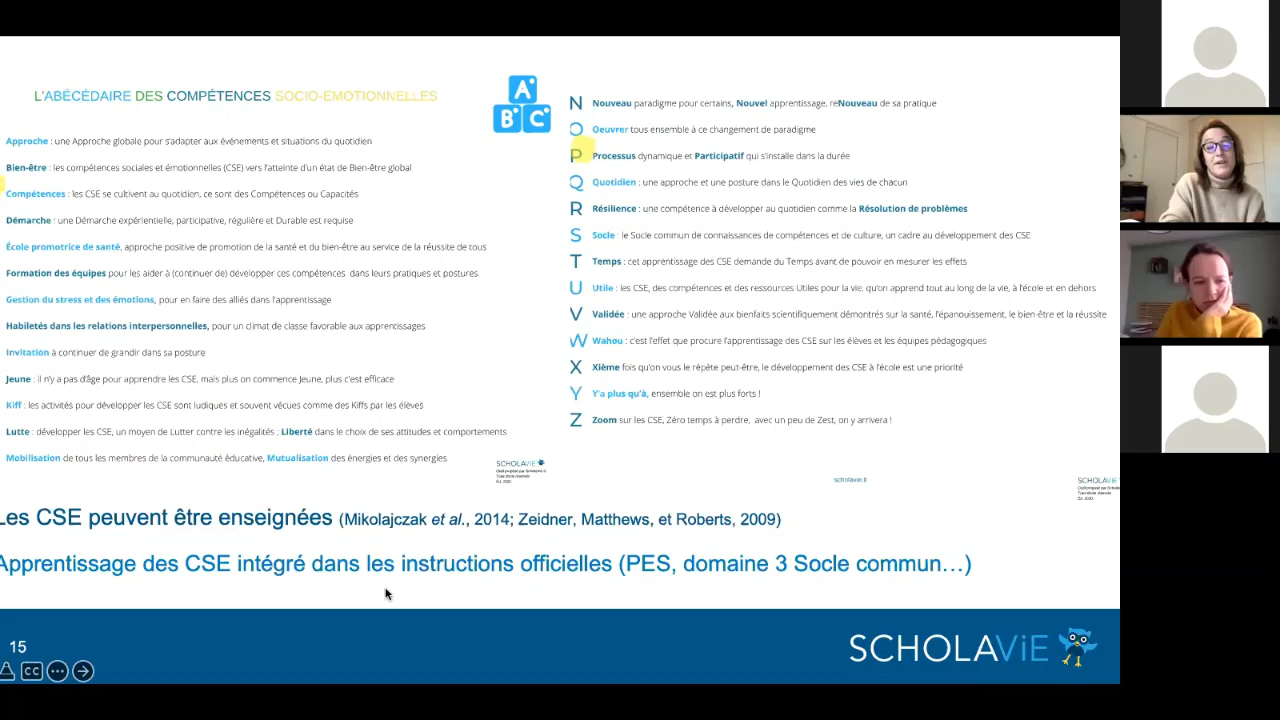 L'ABÉCÉDAIRE DES COMPÉTENCES SOCIO-EMOTIONNELLES
A
B C
Approche : une Approche globale pour s'adapter aux événements et situations du quotidien
Bien-être : les compétences sociales et émotionnelles (CSE) vers l'atteinte d'un état de Bien-être global
Compétences : les CSE se cultivent au quotidien, ce sont des Compétences ou Capacités
Démarche : une Démarche expérientielle, participative, régulière et Durable est requise
École promotrice de santé, approche positive de promotion de la santé et du bien-être au service de la réussite de tous
Formation des équipes pour les aider à (continuer de) développer ces compétences dans leurs pratiques et postures
Gestion du stress et des émotions, pour en faire des alliés dans l'apprentissage
Habiletés dans les relations interpersonnelles, pour un climat de classe favorable aux apprentissages
Invitation à continuer de grandir dans sa posture
Jeune : il n'y a pas d'âge pour apprendre les CSE, mais plus on commence Jeune, plus c'est efficace
Kiff : les activités pour développer les CSE sont ludiques et souvent vécues comme des Kiffs par les élèves
Lutte : développer les CSE, un moyen de Lutter contre les inégalités ; Liberté dans le choix de ses attitudes et comportements
Mobilisation de tous les membres de la communauté éducative, Mutualisation des énergies et des synergies
SCHOLAVIE
N Nouveau paradigme pour certains, Nouvel apprentissage, reNouveau de sa pratique
O Oeuvrer tous ensemble à ce changement de paradigme
P Processus dynamique et Participatif qui s'installe dans la durée
Q Quotidien : une approche et une posture dans le Quotidien des vies de chacun
R Résilience : une compétence à développer au quotidien comme la Résolution de problèmes
S Socle : le Socle commun de connaissances de compétences et de culture, un cadre au développement des CSE
T Temps : cet apprentissage des CSE demande du Temps avant de pouvoir en mesurer les effets
U Utile : les CSE, des compétences et des ressources Utiles pour la vie, qu'on apprend tout au long de la vie, à l'école et en dehors
V Validée : une approche Validée aux bienfaits scientifiquement démontrés sur la santé, l'épanouissement, le bien-être et la réussite
W Wahou : c'est l'effet que procure l'apprentissage des CSE sur les élèves et les équipes pédagogiques
X Xième fois qu'on vous le répète peut-être, le développement des CSE à l'école est une priorité
Y Y'a plus qu'à, ensemble on est plus forts !
Z Zoom sur les CSE, Zéro temps à perdre, avec un peu de Zest, on y arrivera !
scholavie.fr
SCHOLAVIE
Les CSE peuvent être enseignées (Mikolajczak et al., 2014; Zeidner, Matthews, et Roberts, 2009)
Apprentissage des CSE intégré dans les instructions officielles (PES, domaine 3 Socle commun…)
15
CC
SCHOLAViE